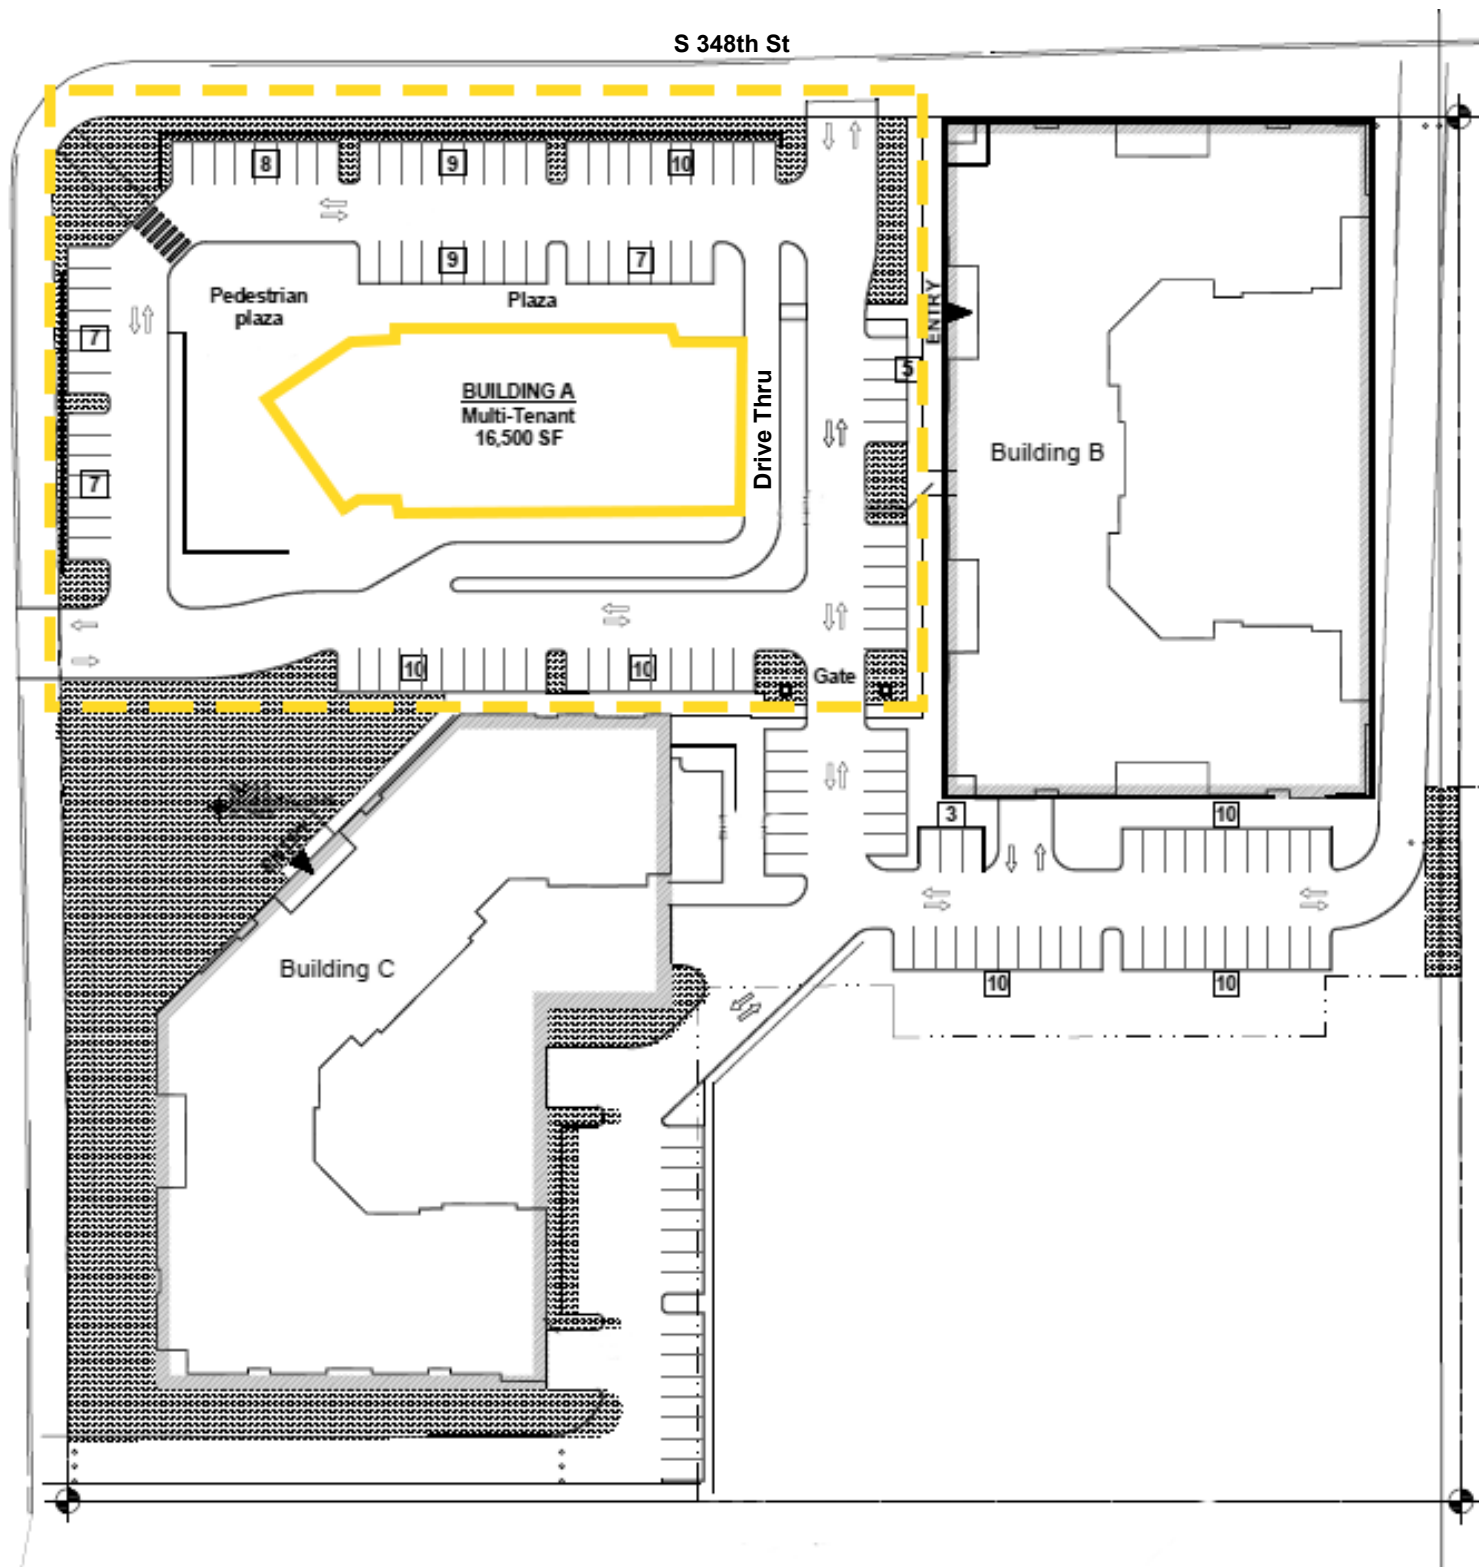 S 348th St
8
9
10
9
7
Pedestrian
plaza
Plaza
ENTRY
7
5
BUILDING A
Multi-Tenant
16,500 SF
Drive Thru
Building B
7
10
10
Gate
3
10
ENTRY
Building C
10
10